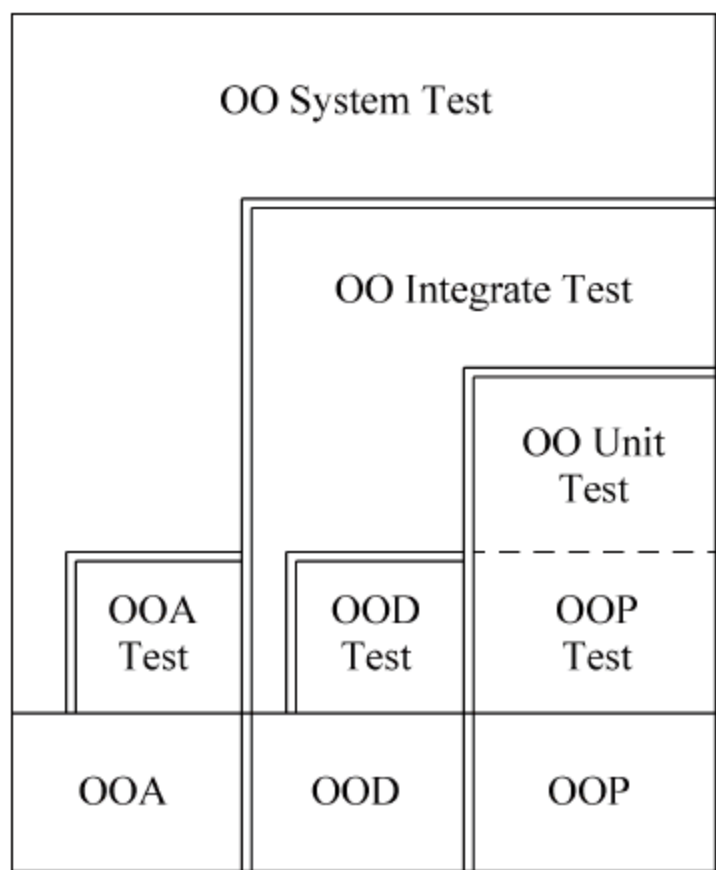 OO System Test
OO Integrate Test
OO Unit
Test
OOA
Test
OOD
Test
OOP
Test
OOA
OOD
OOP